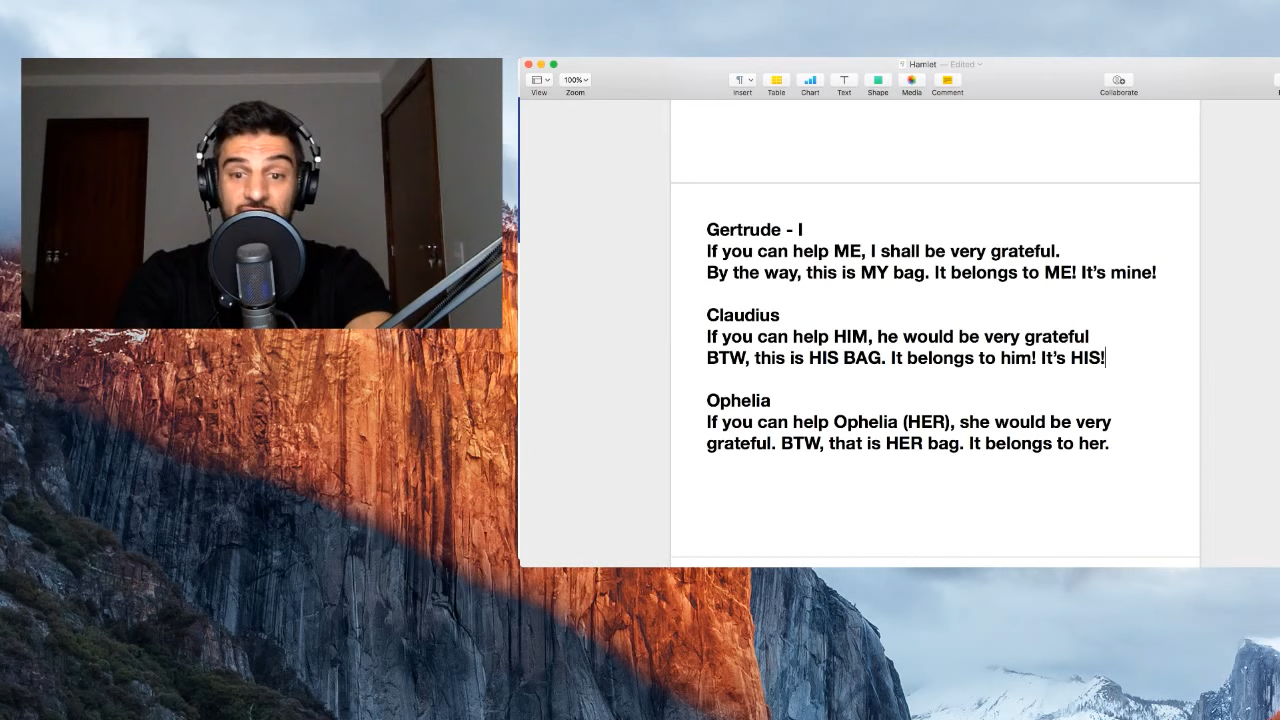 Hamlet — Edited
100%
View
Zoom
Insert
Table
Chart
Text
Shape
Media
Comment
Collaborate
Gertrude - I
If you can help ME, I shall be very grateful.
By the way, this is MY bag. It belongs to ME! It’s mine!
Claudius
If you can help HIM, he would be very grateful
BTW, this is HIS BAG. It belongs to him! It’s HIS!
Ophelia
If you can help Ophelia (HER), she would be very
grateful. BTW, that is HER bag. It belongs to her.